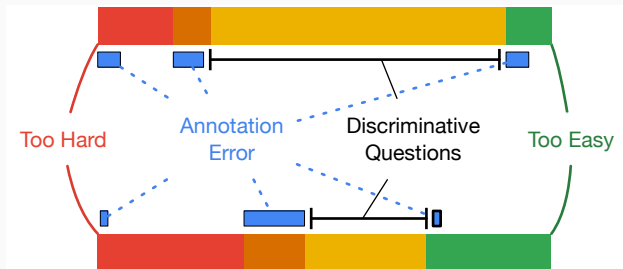 Too Hard
Annotation
Error
Discriminative
Questions
Too Easy